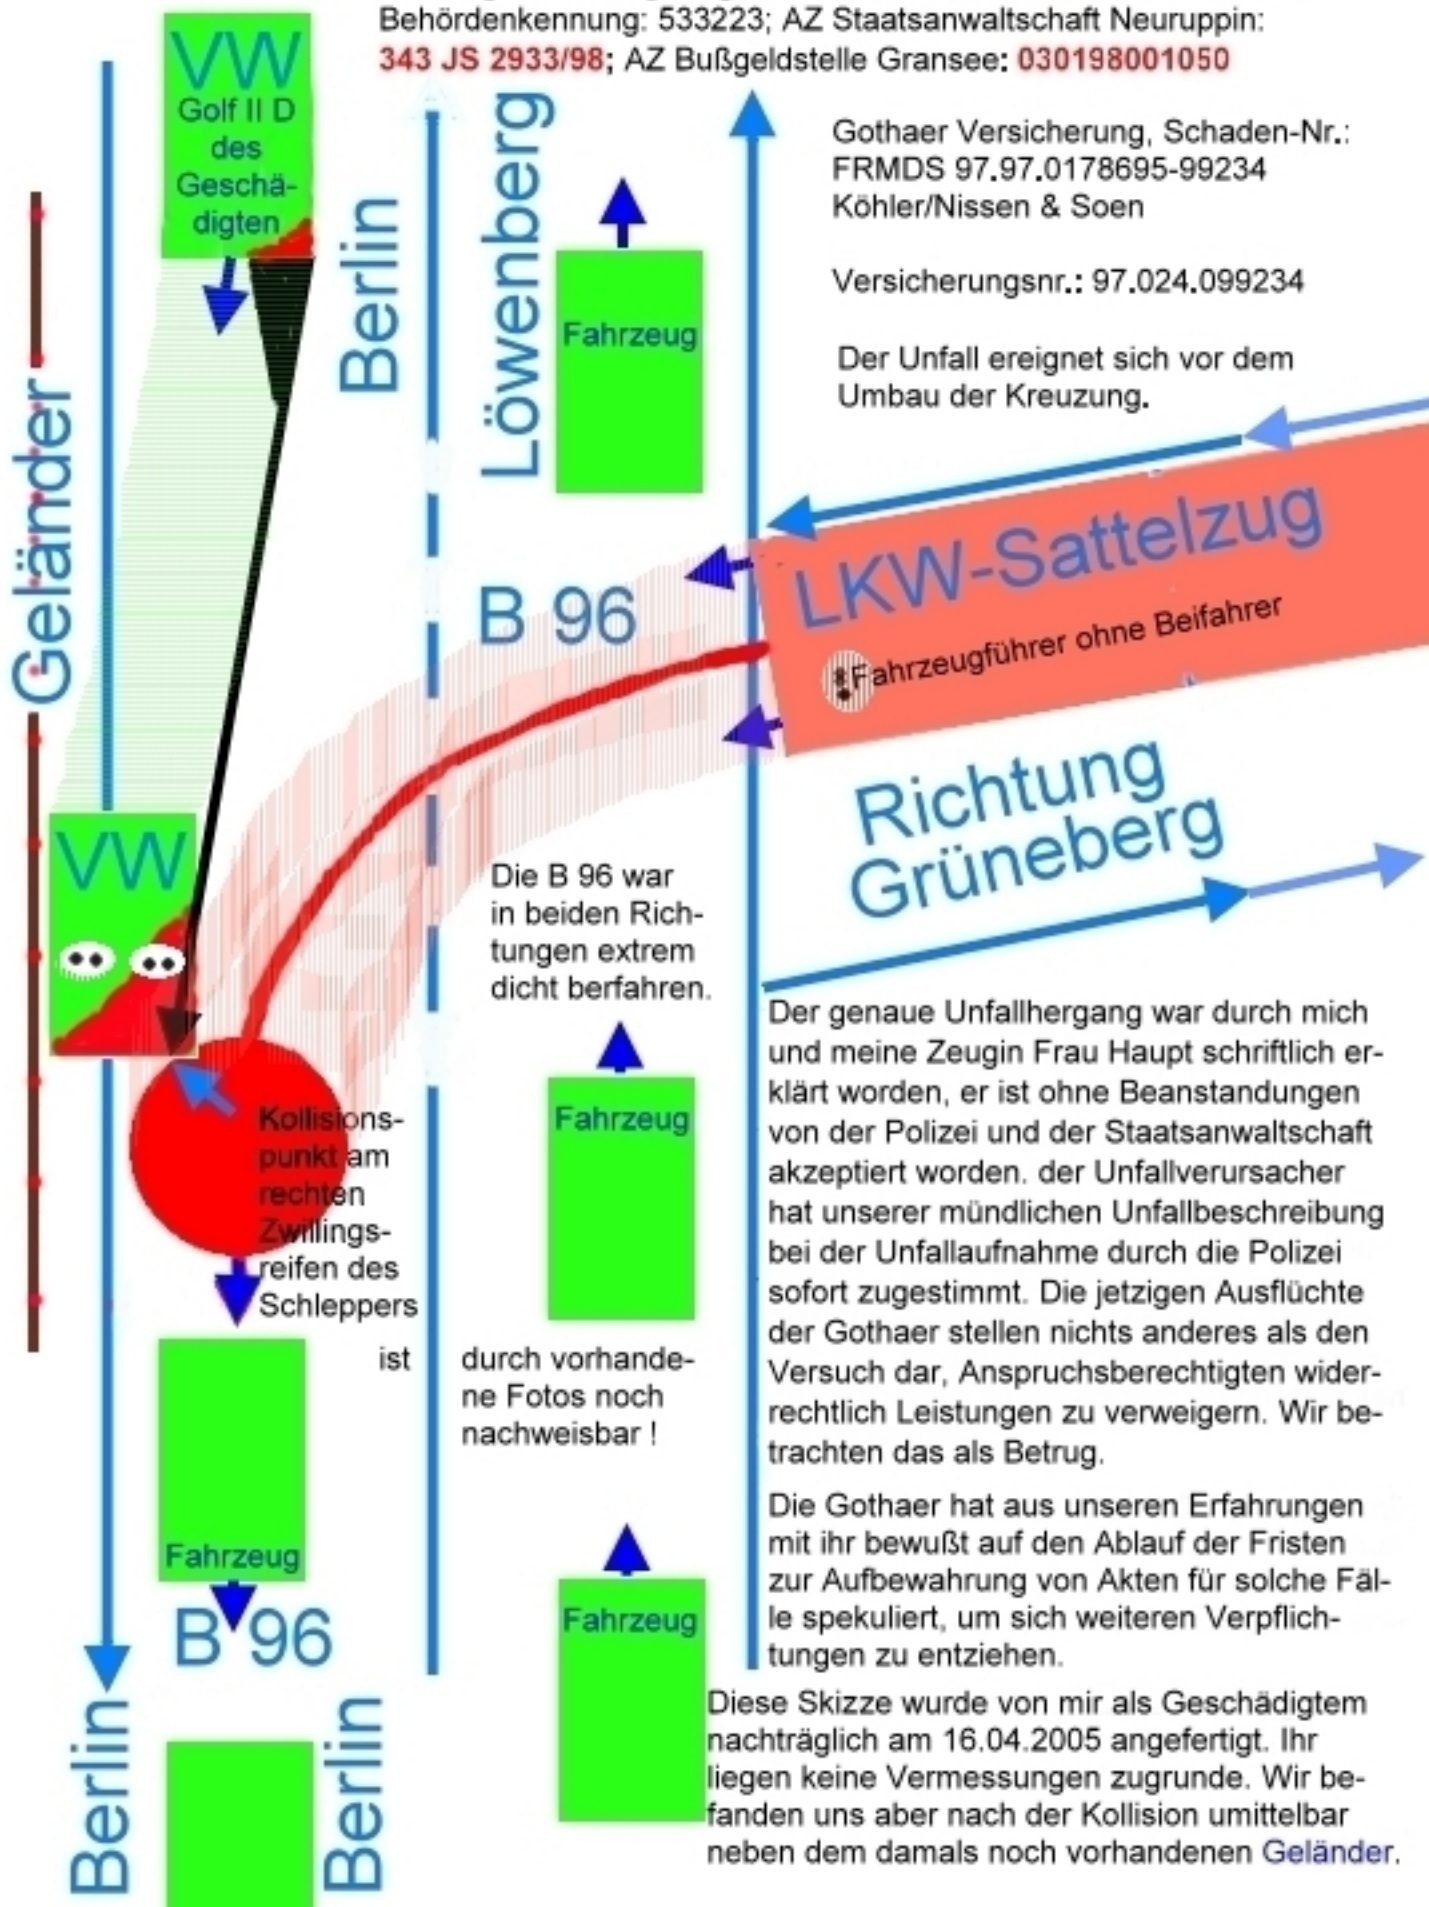 Behördenkennung: 533223; AZ Staatsanwaltschaft Neuruppin:
343 JS 2933/98; AZ Bußgeldstelle Gransee: 030198001050
VW
Golf II D
des
Geschä-
digten
Berlin
Löwenberg
Fahrzeug
Gothaer Versicherung, Schaden-Nr.:
FRMDS 97.97.0178695-99234
Köhler/Nissen & Soen
Versicherungsnr.: 97.024.099234
Der Unfall ereignet sich vor dem
Umbau der Kreuzung.
Geländer
B 96
LKW-Sattelzug
Fahrzeugführer ohne Beifahrer
Richtung
Grüneberg
VW
Die B 96 war
in beiden Rich-
tungen extrem
dicht berfahren.
Kollisions-
punkt am
rechten
Zwillings-
reifen des
Schleppers
ist durch vorhande-
ne Fotos noch
nachweisbar !
Fahrzeug
Fahrzeug
B 96
Berlin
Berlin
Fahrzeug
Der genaue Unfallhergang war durch mich
und meine Zeugin Frau Haupt schriftlich er-
klärt worden, er ist ohne Beanstandungen
von der Polizei und der Staatsanwaltschaft
akzeptiert worden. der Unfallverursacher
hat unserer mündlichen Unfallbeschreibung
bei der Unfallaufnahme durch die Polizei
sofort zugestimmt. Die jetzigen Ausflüchte
der Gothaer stellen nichts anderes als den
Versuch dar, Anspruchsberechtigten wider-
rechtlich Leistungen zu verweigern. Wir be-
trachten das als Betrug.
Die Gothaer hat aus unseren Erfahrungen
mit ihr bewußt auf den Ablauf der Fristen
zur Aufbewahrung von Akten für solche Fäl-
le spekuliert, um sich weiteren Verpflich-
tungen zu entziehen.
Diese Skizze wurde von mir als Geschädigtem
nachträglich am 16.04.2005 angefertigt. Ihr
liegen keine Vermessungen zugrunde. Wir be-
fanden uns aber nach der Kollision umittelbar
neben dem damals noch vorhandenen Geländer.